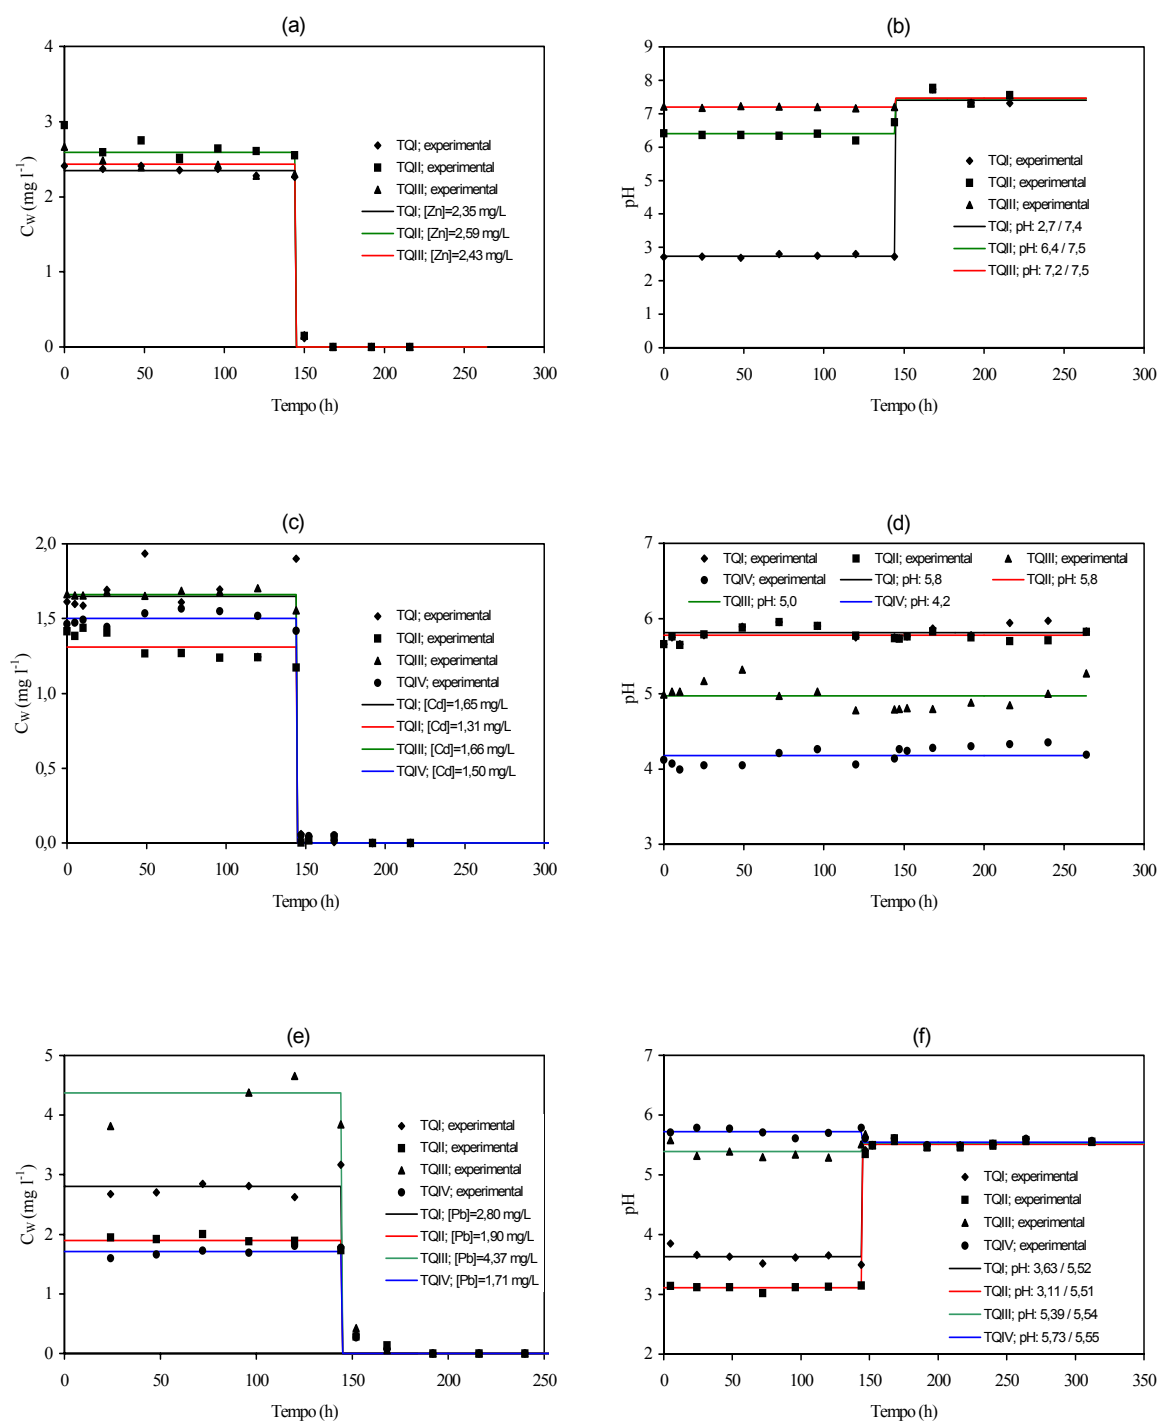 (a)
4
3
2
1
0
C_W (mg l⁻¹)
0 50 100 150 200 250 300
Tempo (h)
TQI; experimental
TQII; experimental
TQIII; experimental
TQI; [Zn]=2,35 mg/L
TQII; [Zn]=2,59 mg/L
TQIII; [Zn]=2,43 mg/L
(b)
9
8
7
6
5
4
3
2
1
0
pH
0 50 100 150 200 250 300
Tempo (h)
TQI; experimental
TQII; experimental
TQIII; experimental
TQI; pH: 2,7 / 7,4
TQII; pH: 6,4 / 7,5
TQIII; pH: 7,2 / 7,5
(c)
2,0
1,5
1,0
0,5
0,0
C_W (mg l⁻¹)
0 50 100 150 200 250 300
Tempo (h)
TQI; experimental
TQII; experimental
TQIII; experimental
TQIV; experimental
TQI; [Cd]=1,65 mg/L
TQII; [Cd]=1,31 mg/L
TQIII; [Cd]=1,66 mg/L
TQIV; [Cd]=1,50 mg/L
(d)
7
6
5
4
3
pH
0 50 100 150 200 250 300
Tempo (h)
TQI; experimental TQII; experimental TQIII; experimental
TQIV; experimental TQI; pH: 5,8 TQII; pH: 5,8
TQIII; pH: 5,0 TQIV; pH: 4,2
(e)
5
4
3
2
1
0
C_W (mg l⁻¹)
0 50 100 150 200 250
Tempo (h)
TQI; experimental
TQII; experimental
TQIII; experimental
TQIV; experimental
TQI; [Pb]=2,80 mg/L
TQII; [Pb]=1,90 mg/L
TQIII; [Pb]=4,37 mg/L
TQIV; [Pb]=1,71 mg/L
(f)
7
6
5
4
3
2
pH
0 50 100 150 200 250 300 350
Tempo (h)
TQI; experimental
TQII; experimental
TQIII; experimental
TQIV; experimental
TQI; pH: 3,63 / 5,52
TQII; pH: 3,11 / 5,51
TQIII; pH: 5,39 / 5,54
TQIV; pH: 5,73 / 5,55